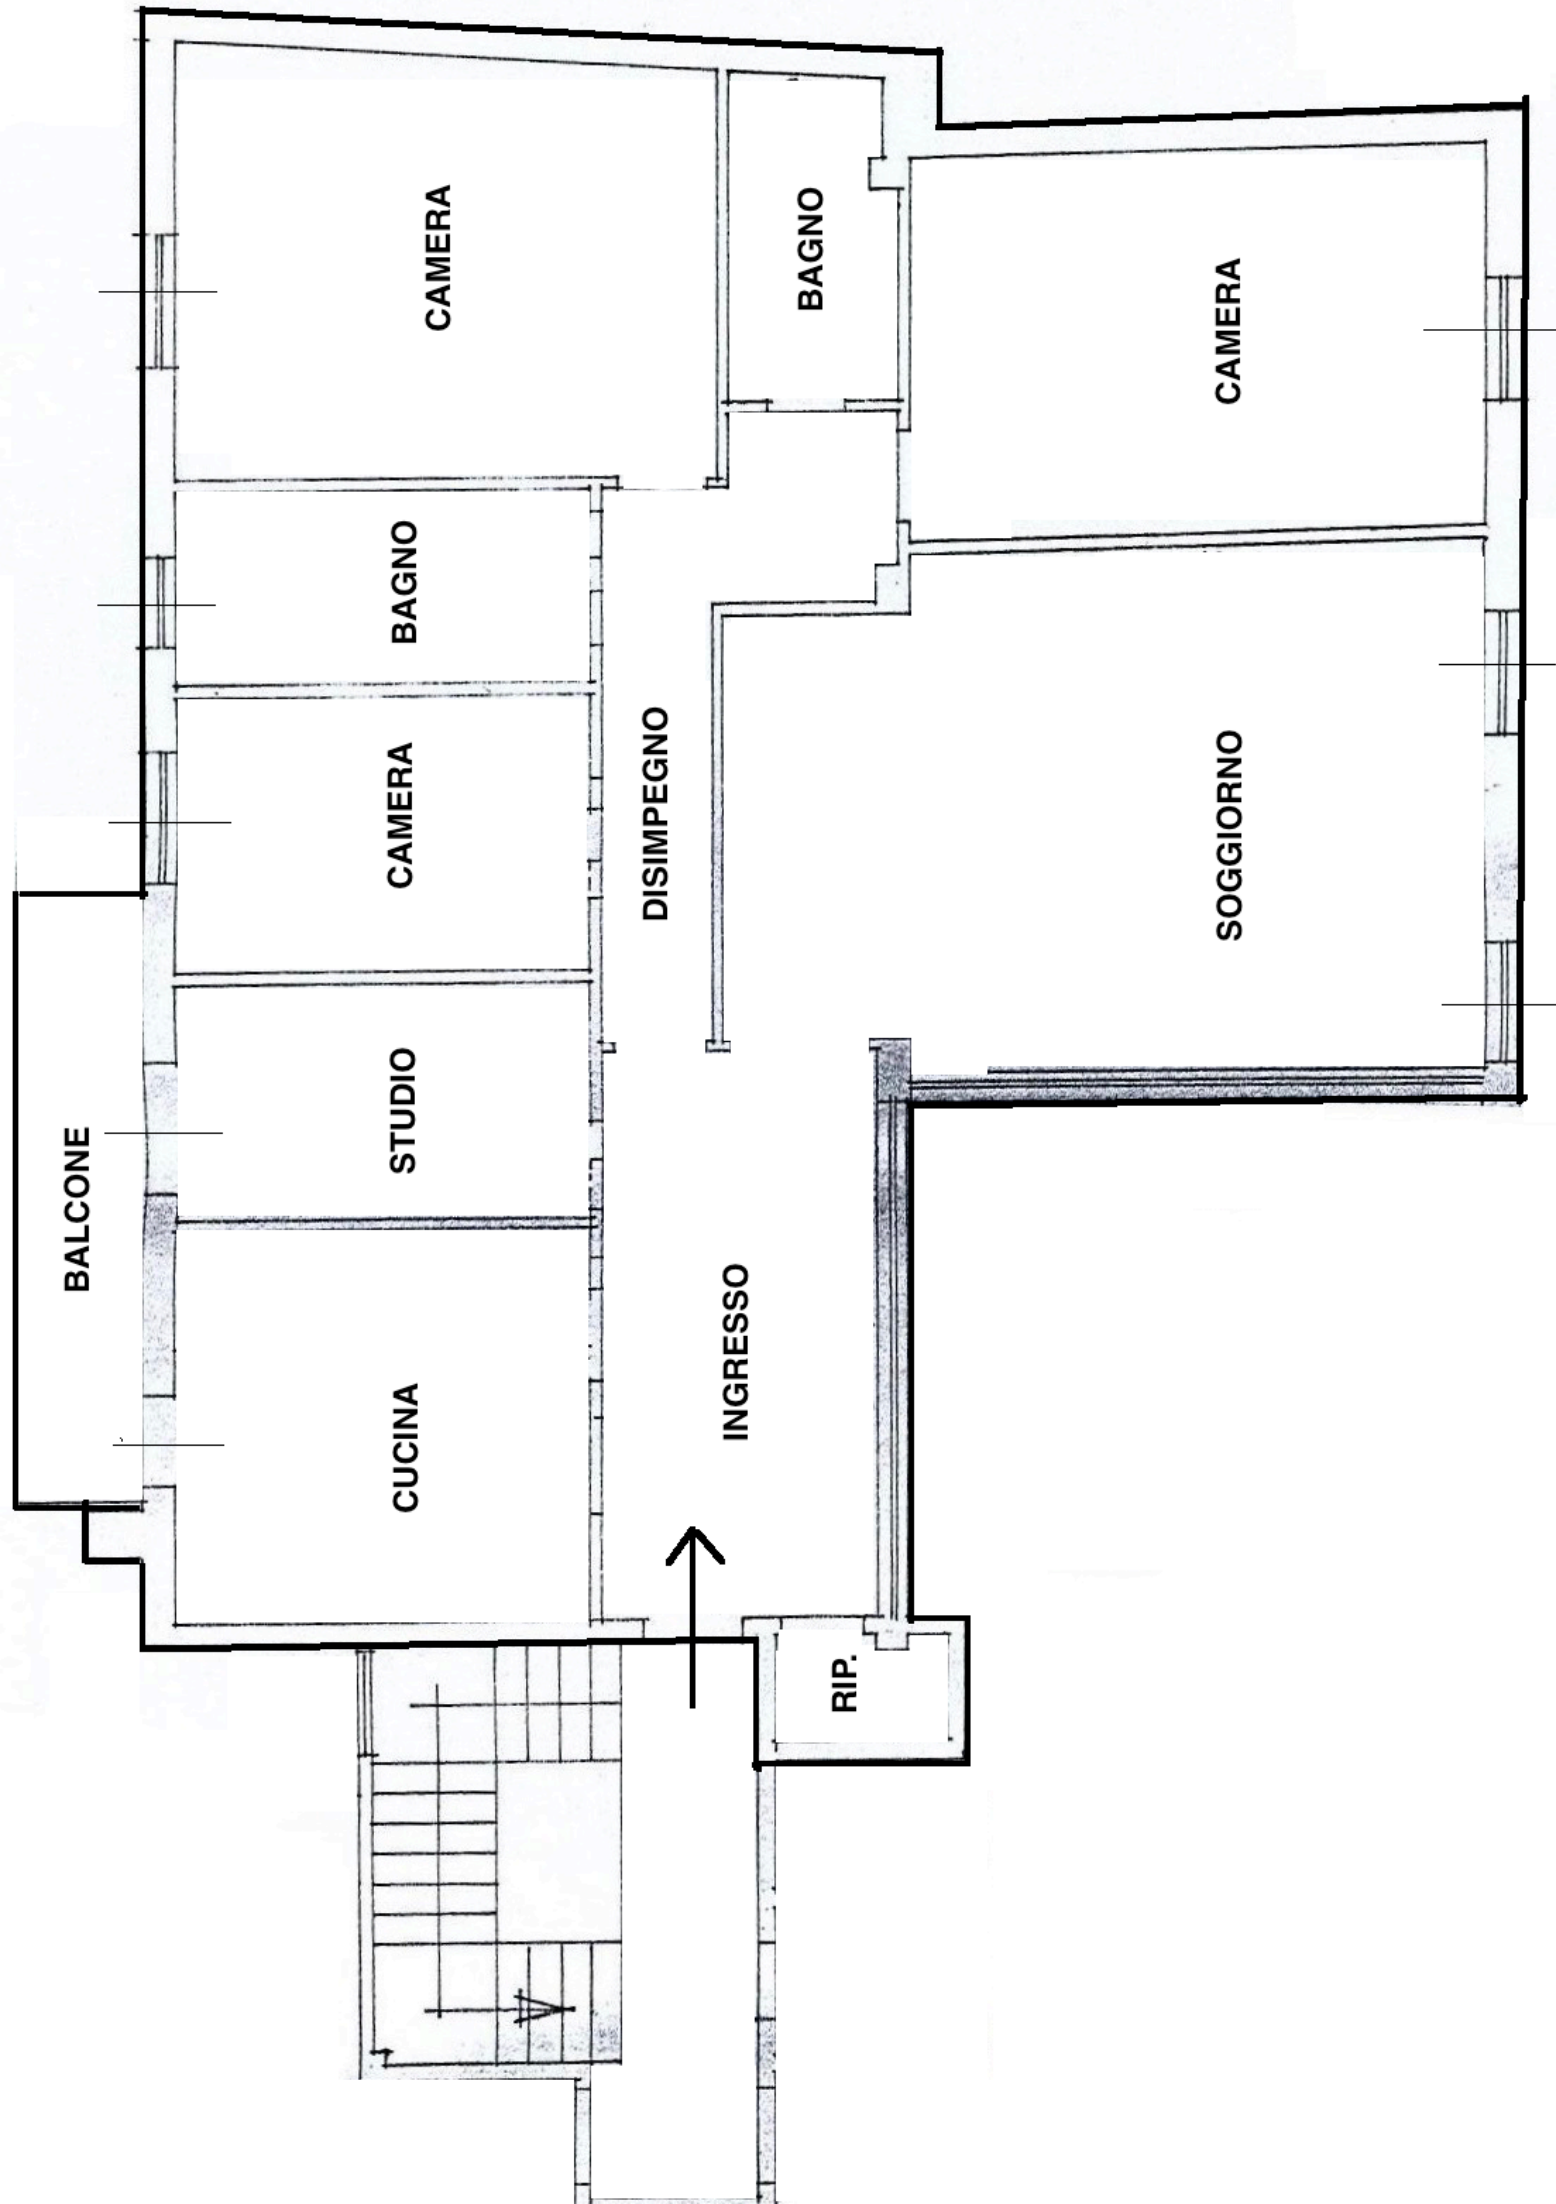 CAMERA
BAGNO
CAMERA
BAGNO
CAMERA
DISIMPEGNO
SOGGIORNO
STUDIO
BALCONE
INGRESSO
CUCINA
RIP.